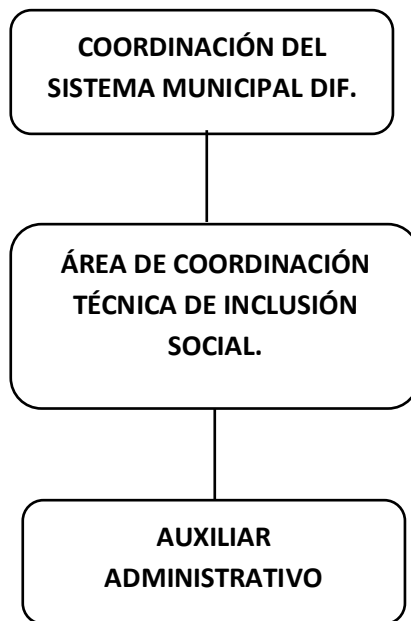 COORDINACIÓN DEL
SISTEMA MUNICIPAL DIF.
ÁREA DE COORDINACIÓN
TÉCNICA DE INCLUSIÓN
SOCIAL.
AUXILIAR
ADMINISTRATIVO